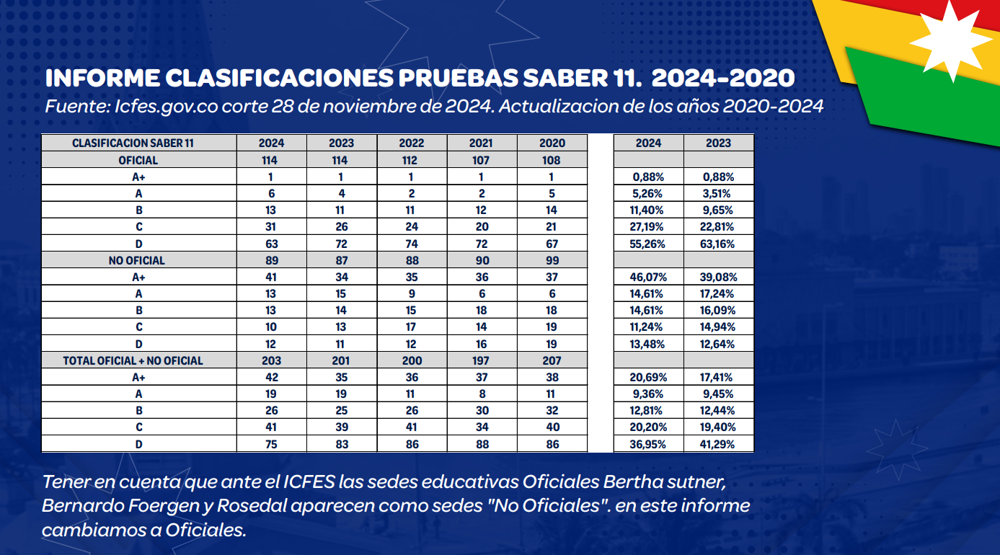 INFORME CLASIFICACIONES PRUEBAS SABER 11. 2024-2020
Fuente: Icfes.gov.co corte 28 de noviembre de 2024. Actualizacion de los años 2020-2024
CLASIFICACION SABER 11 2024 2023 2022 2021 2020 2024 2023
OFICIAL 114 114 112 107 108
A+ 1 1 1 1 1 0,88% 0,88%
A 6 4 2 2 5 5,26% 3,51%
B 13 11 11 12 14 11,40% 9,65%
C 31 26 24 20 21 27,19% 22,81%
D 63 72 74 72 67 55,26% 63,16%
NO OFICIAL 89 87 88 90 99
A+ 41 34 35 36 37 46,07% 39,08%
A 13 15 9 6 6 14,61% 17,24%
B 13 14 15 18 18 14,61% 16,09%
C 10 13 17 14 19 11,24% 14,94%
D 12 11 12 16 19 13,48% 12,64%
TOTAL OFICIAL + NO OFICIAL 203 201 200 197 207
A+ 42 35 36 37 38 20,69% 17,41%
A 19 19 11 8 11 9,36% 9,45%
B 26 25 26 30 32 12,81% 12,44%
C 41 39 41 34 40 20,20% 19,40%
D 75 83 86 88 86 36,95% 41,29%
Tener en cuenta que ante el ICFES las sedes educativas Oficiales Bertha sutner,
Bernardo Foergen y Rosedal aparecen como sedes "No Oficiales". en este informe
cambiamos a Oficiales.